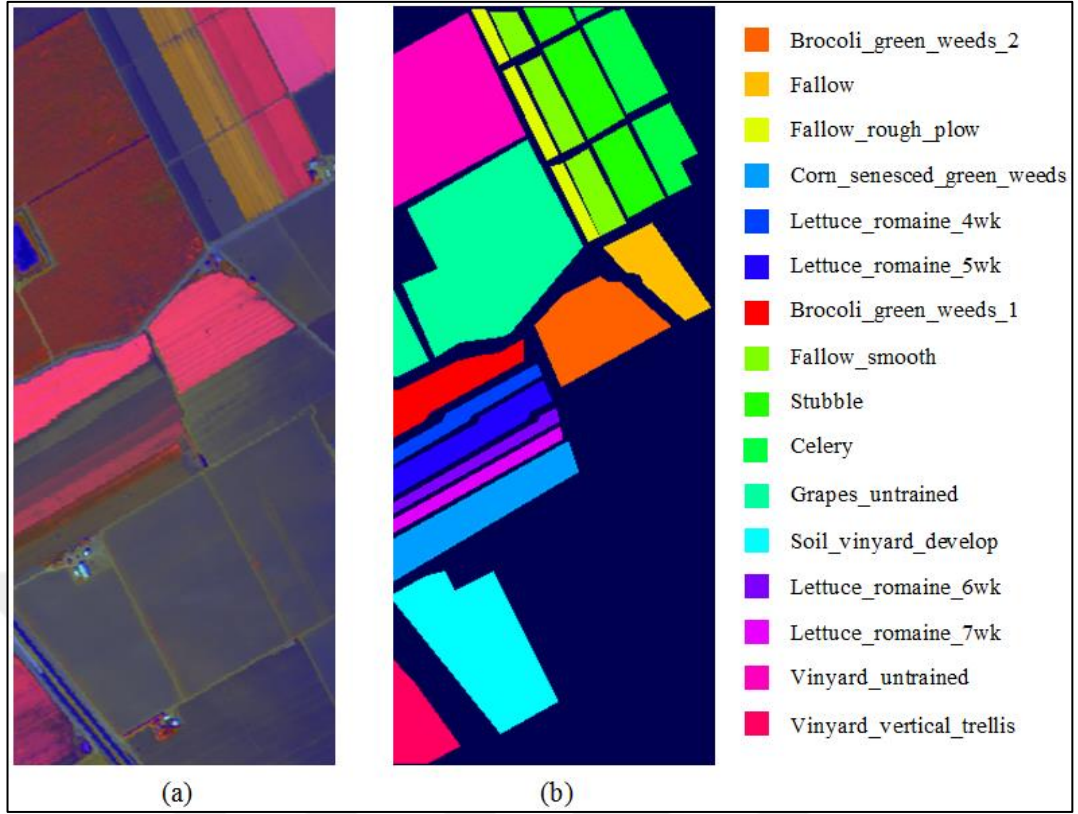 Brocoli_green_weeds_2
Fallow
Fallow_rough_plow
Corn_senesced_green_weeds
Lettuce_romaine_4wk
Lettuce_romaine_5wk
Brocoli_green_weeds_1
Fallow_smooth
Stubble
Celery
Grapes_untrained
Soil_vinyard_develop
Lettuce_romaine_6wk
Lettuce_romaine_7wk
Vinyard_untrained
Vinyard_vertical_trellis
(a)
(b)